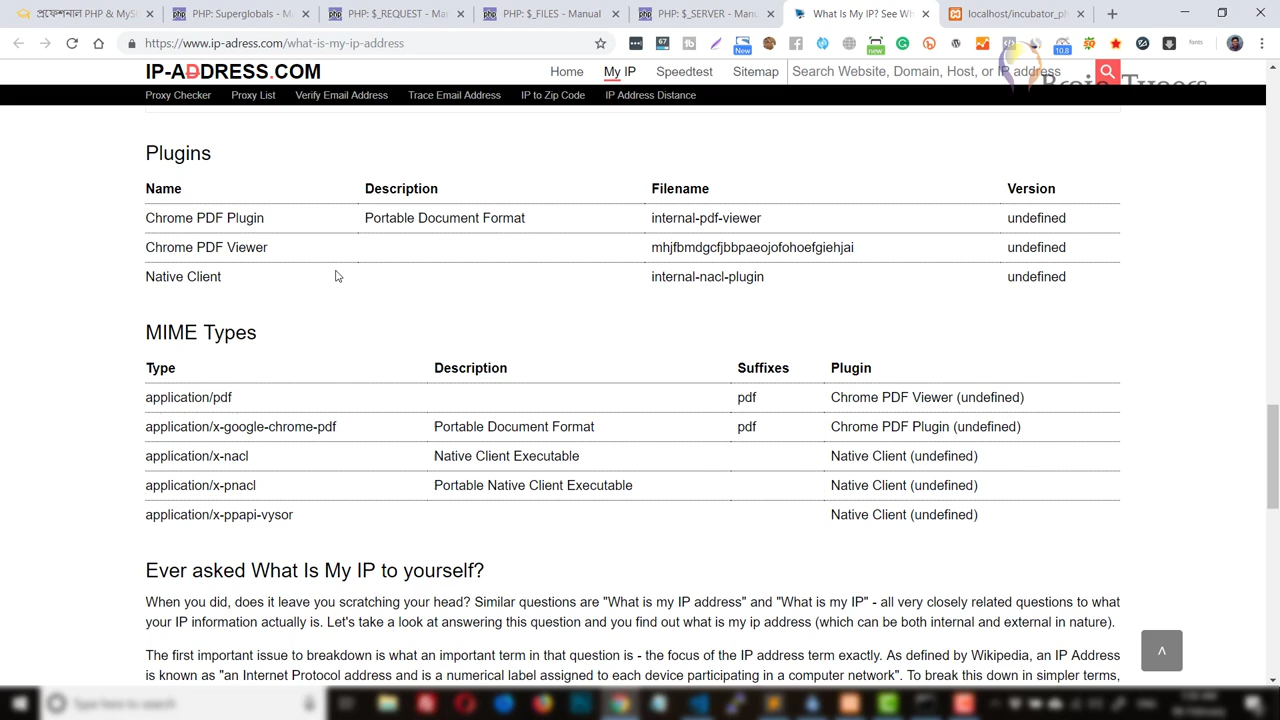 প্রফেশনাল PHP & MyS
PHP: Superglobals - M
PHP: $_REQUEST - Ma
PHP: $_FILES - Manual
PHP: $_SERVER - Manu
What Is My IP? See Wh
localhost/incubator_p
https://www.ip-adress.com/what-is-my-ip-address
67
New
new
10.8
fonts
IP-ADDRESS.COM
Home
My IP
Speedtest
Sitemap
Search Website, Domain, Host, or IP address
Proxy Checker
Proxy List
Verify Email Address
Trace Email Address
IP to Zip Code
IP Address Distance
Plugins
Name Description Filename Version
Chrome PDF Plugin Portable Document Format internal-pdf-viewer undefined
Chrome PDF Viewer mhjfbmdgcfjbbpaeojofohoefgiehjai undefined
Native Client internal-nacl-plugin undefined
MIME Types
Type Description Suffixes Plugin
application/pdf pdf Chrome PDF Viewer (undefined)
application/x-google-chrome-pdf Portable Document Format pdf Chrome PDF Plugin (undefined)
application/x-nacl Native Client Executable Native Client (undefined)
application/x-pnacl Portable Native Client Executable Native Client (undefined)
application/x-ppapi-vysor Native Client (undefined)
Ever asked What Is My IP to yourself?
When you did, does it leave you scratching your head? Similar questions are "What is my IP address" and "What is my IP" - all very closely related questions to what
your IP information actually is. Let's take a look at answering this question and you find out what is my ip address (which can be both internal and external in nature).
The first important issue to breakdown is what an important term in that question is - the focus of the IP address term exactly. As defined by Wikipedia, an IP Address
is known as "an Internet Protocol address and is a numerical label assigned to each device participating in a computer network". To break this down in simpler terms,
Type here to search